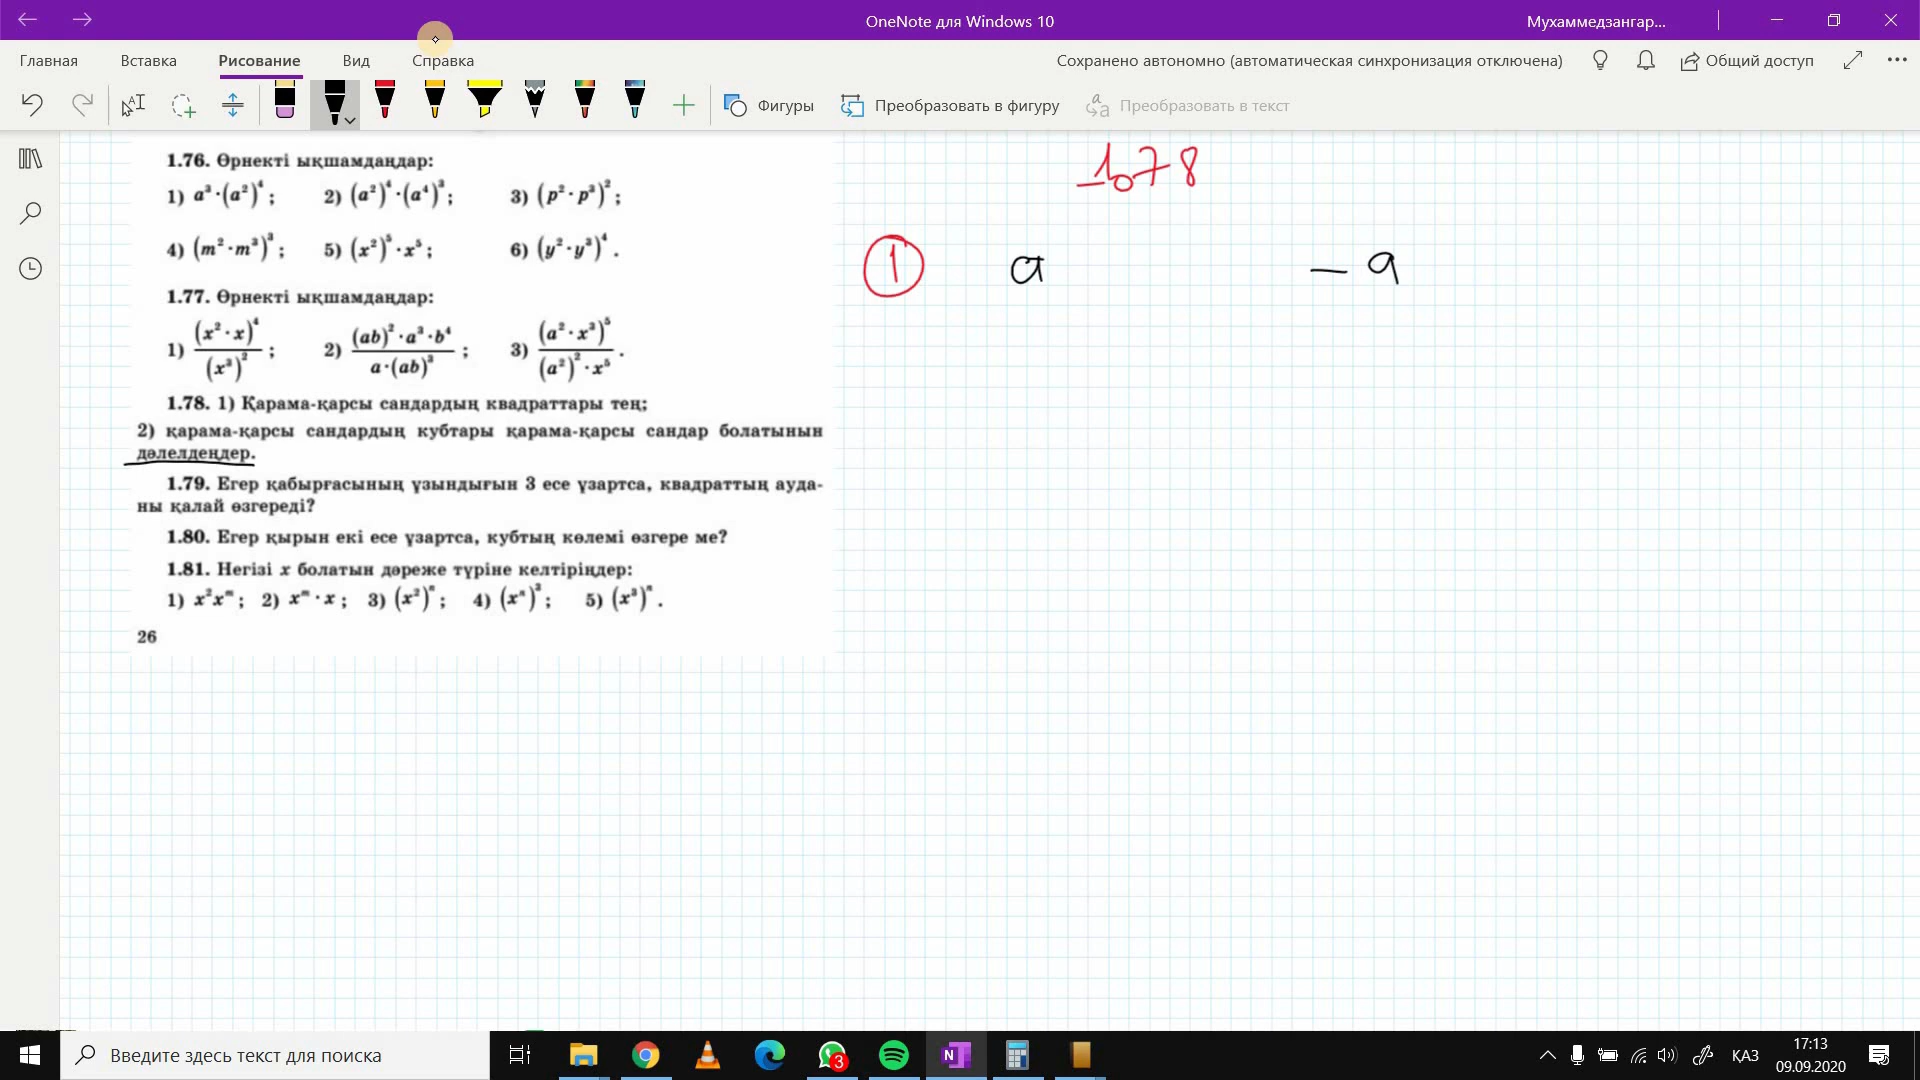 OneNote для Windows 10
Мухаммедзангар...
Главная Вставка Рисование Вид Справка
Сохранено автономно (автоматическая синхронизация отключена)
Общий доступ
Фигуры Преобразовать в фигуру Преобразовать в текст
1.76. Өрнекті ықшамдаңдар:
1) a³·(a²)⁴; 2) (a²)⁴·(a⁴)³; 3) (p²·p³)²;
4) (m²·m³)³; 5) (x²)⁵·x⁵; 6) (y²·y³)⁴.
1.77. Өрнекті ықшамдаңдар:
1) (x²·x)⁴/(x³)²; 2) (ab)²·a³·b⁴/a·(ab)³; 3) (a²·x³)⁵/(a²)²·x⁵.
1.78. 1) Қарама-қарсы сандардың квадраттары тең;
2) қарама-қарсы сандардың кубтары қарама-қарсы сандар болатынын
дәлелдеңдер.
1.79. Егер қабырғасының ұзындығын 3 есе ұзартса, квадраттың ауда-
ны қалай өзгереді?
1.80. Егер қырын екі есе ұзартса, кубтың көлемі өзгере ме?
1.81. Негізі x болатын дәреже түріне келтіріңдер:
1) x²xᵐ; 2) xᵐ·x; 3) (x²)ⁿ; 4) (xⁿ)³; 5) (x³)ⁿ.
26
1.78
1 a – a
Введите здесь текст для поиска
3
N
ҚАЗ
17:13
09.09.2020